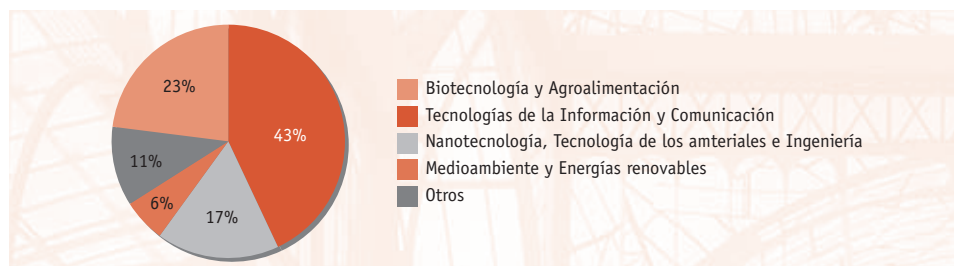 23%
43%
11%
6%
17%
Biotecnología y Agroalimentación
Tecnologías de la Información y Comunicación
Nanotecnología, Tecnología de los amteriales e Ingeniería
Medioambiente y Energías renovables
Otros